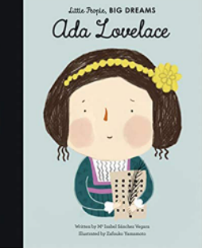 Little People, BIG DREAMS
Ada Lovelace
Written by Mª Isabel Sánchez Vegara
Illustrated by Zafouko Yamamoto